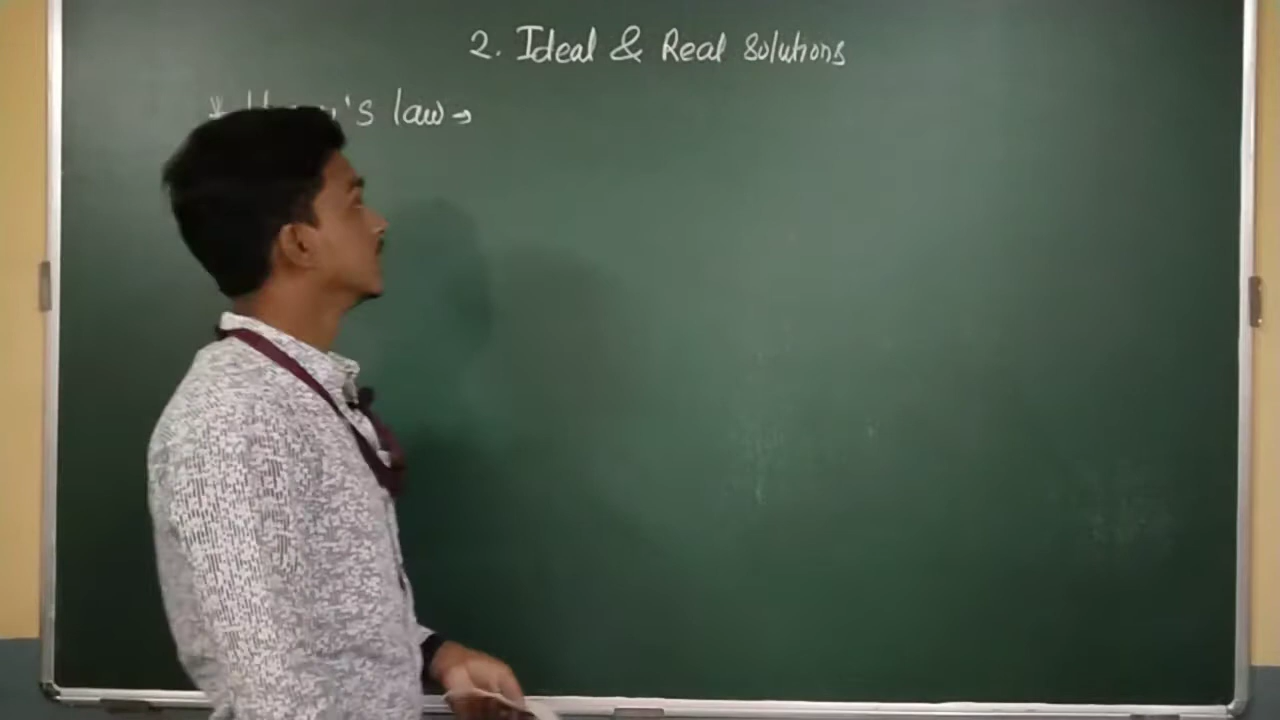 2. Ideal & Real Solutions
* 's law →